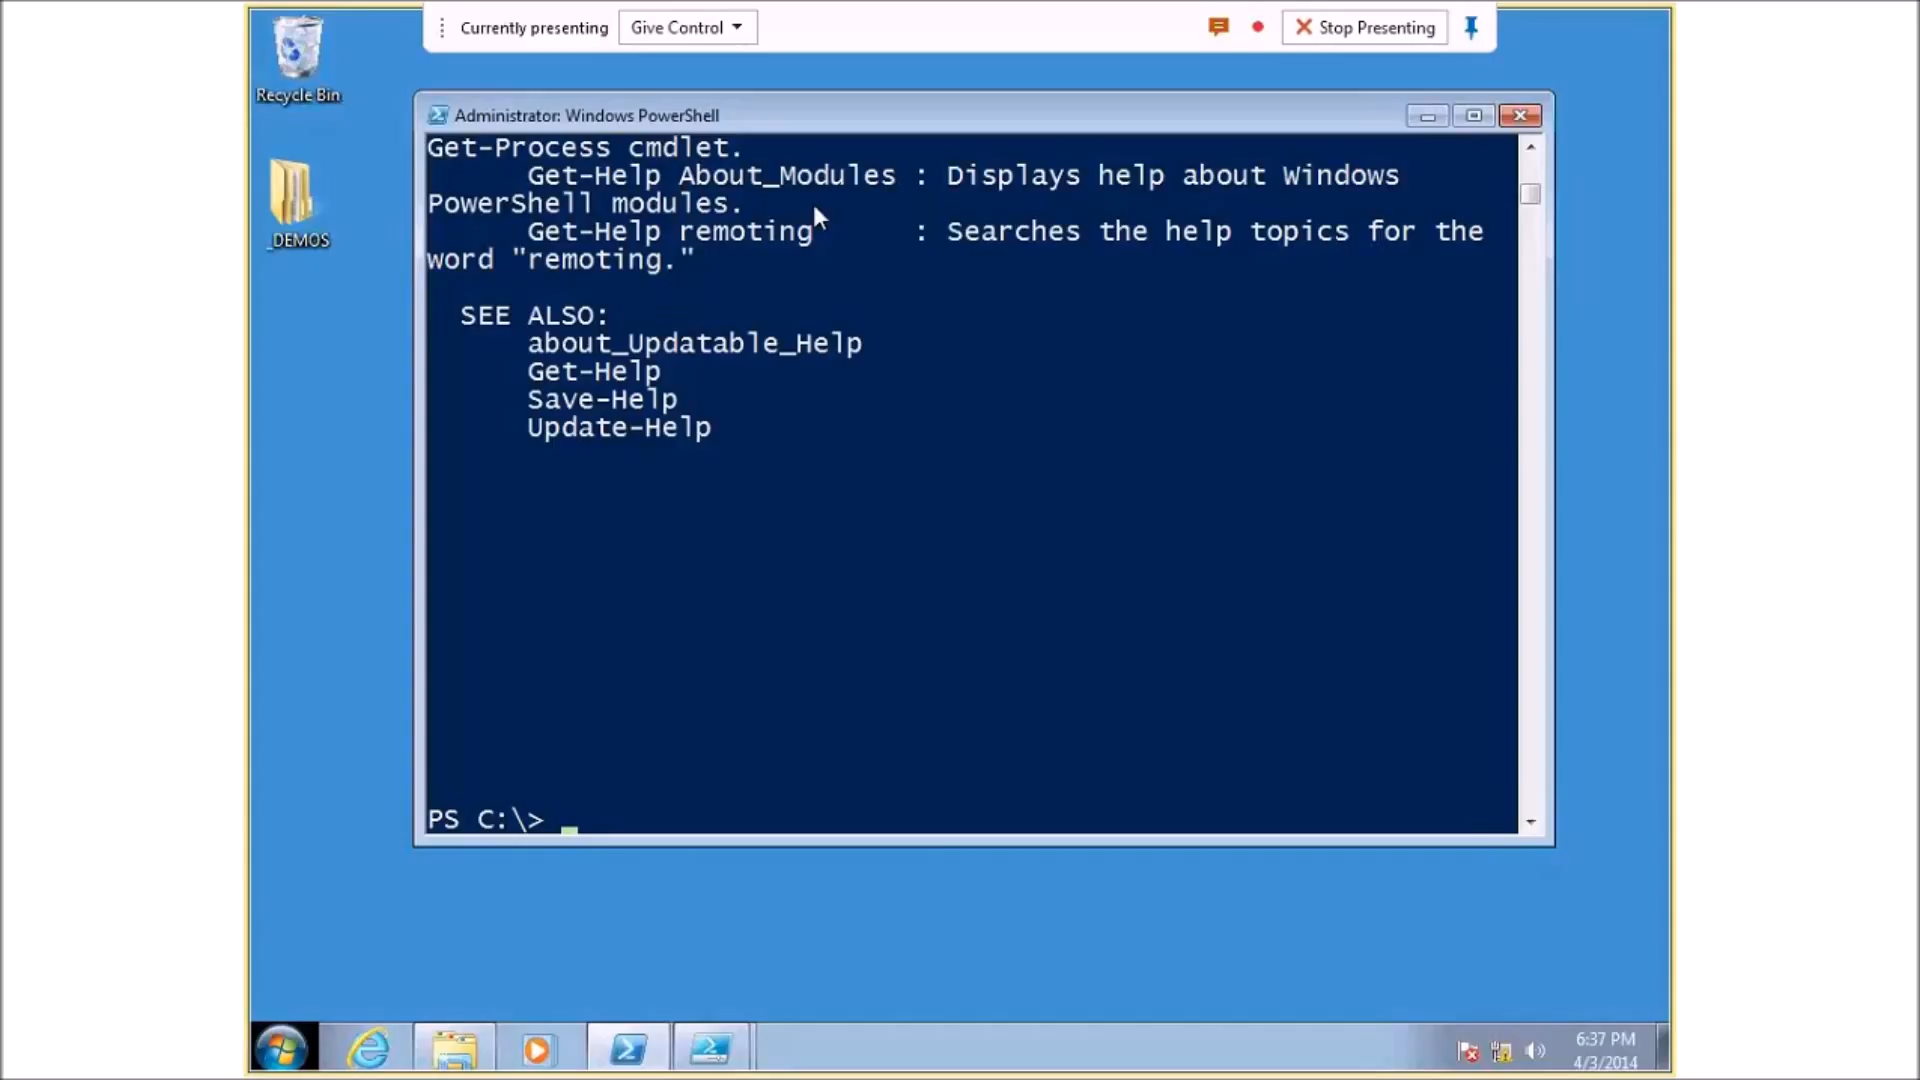 Currently presenting
Give Control
Stop Presenting
Recycle Bin
Administrator: Windows PowerShell
Get-Process cmdlet.
Get-Help About_Modules : Displays help about Windows
PowerShell modules.
Get-Help remoting : Searches the help topics for the
word "remoting."
_DEMOS
SEE ALSO:
about_Updatable_Help
Get-Help
Save-Help
Update-Help
PS C:\>
6:37 PM
4/3/2014